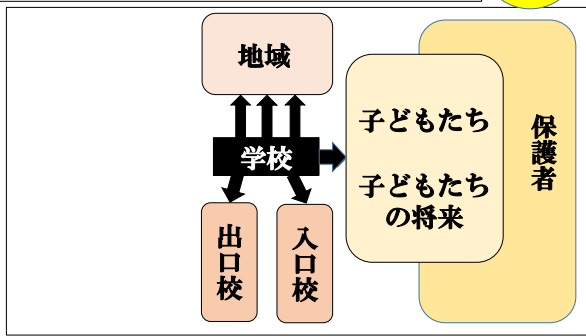 地域
学校
子どもたち
子どもたち
の将来
保護者
出口校
入口校